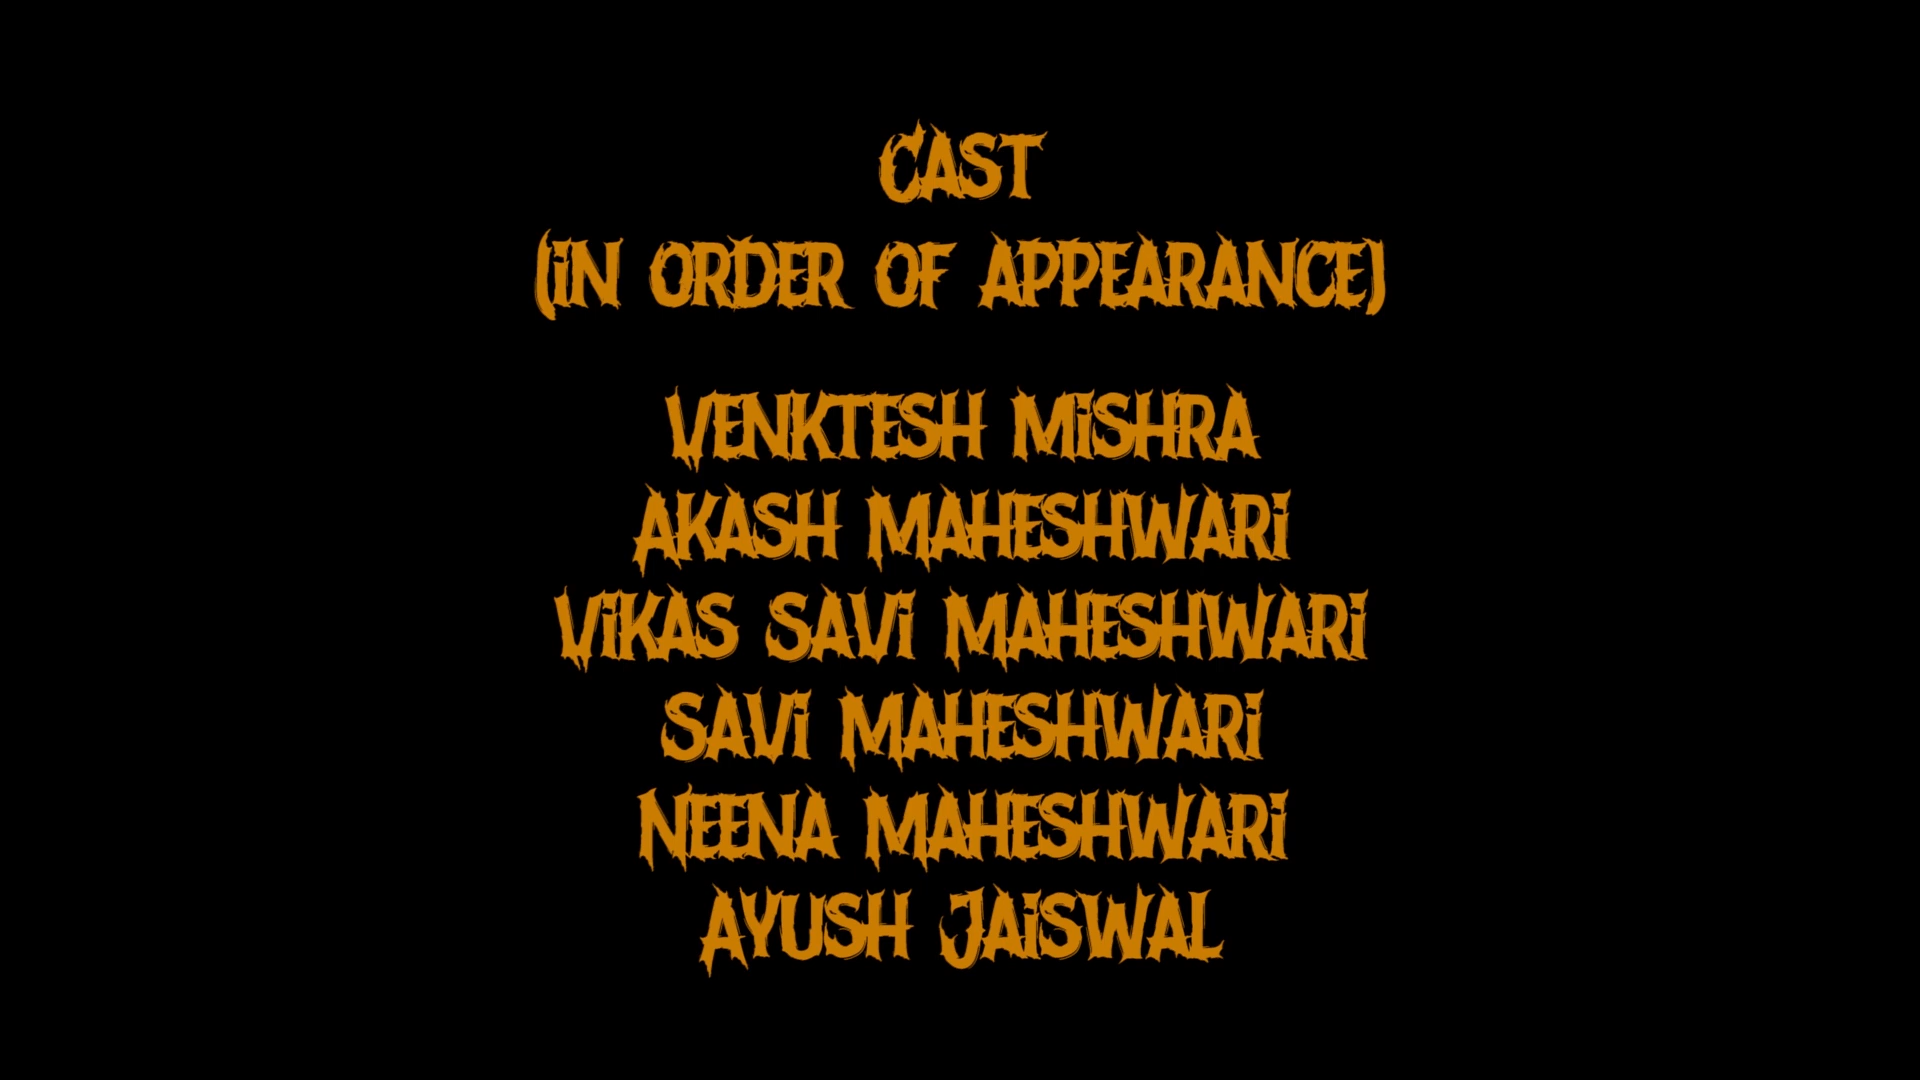 CAST
(IN ORDER OF APPEARANCE)
VENKTESH MISHRA
AKASH MAHESHWARI
VIKAS SAVI MAHESHWARI
SAVI MAHESHWARI
NEENA MAHESHWARI
AYUSH JAISWAL